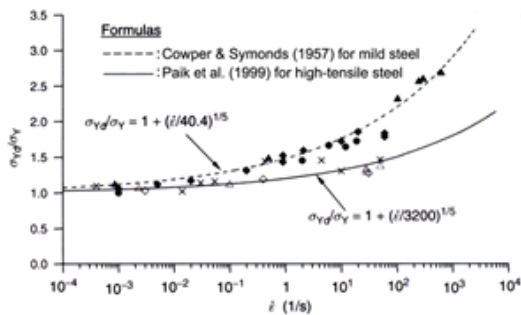 Formulas
: Cowper & Symonds (1957) for mild steel
: Paik et al. (1999) for high-tensile steel
σYd/σY = 1 + (ε̇/40.4)^1/5
σYd/σY = 1 + (ε̇/3200)^1/5
σYd/σY
3.5
3.0
2.5
2.0
1.5
1.0
0.5
0.0
10^−4 10^−3 10^−2 10^−1 1 10^1 10^2 10^3 10^4
ε̇ (1/s)